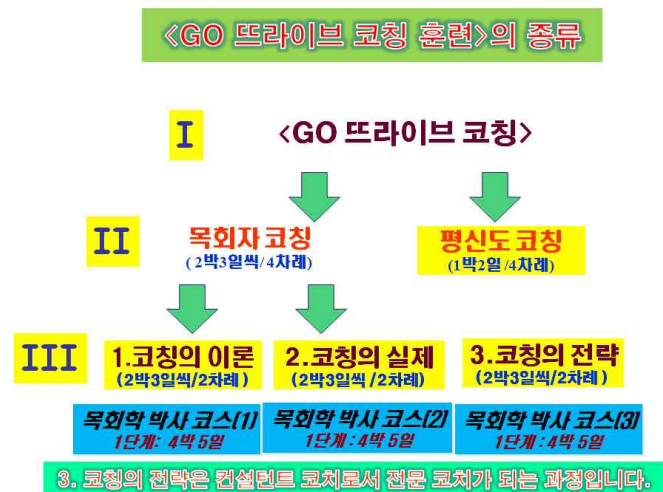 <GO 뜨라이브 코칭 훈련>의 종류
I
<GO 뜨라이브 코칭>
II
목회자 코칭
(2박3일씩/4차례)
평신도 코칭
(1박2일/4차례)
III
1.코칭의 이론
(2박3일씩/2차례)
2.코칭의 실제
(2박3일씩/2차례)
3.코칭의 전략
(2박3일씩/2차례)
목회학 박사 코스(1)
1단계: 4박 5일
목회학 박사 코스(2)
1단계: 4박 5일
목회학 박사 코스(3)
1단계: 4박 5일
3. 코칭의 전략은 컨설턴트 코치로서 전문 코치가 되는 과정입니다.